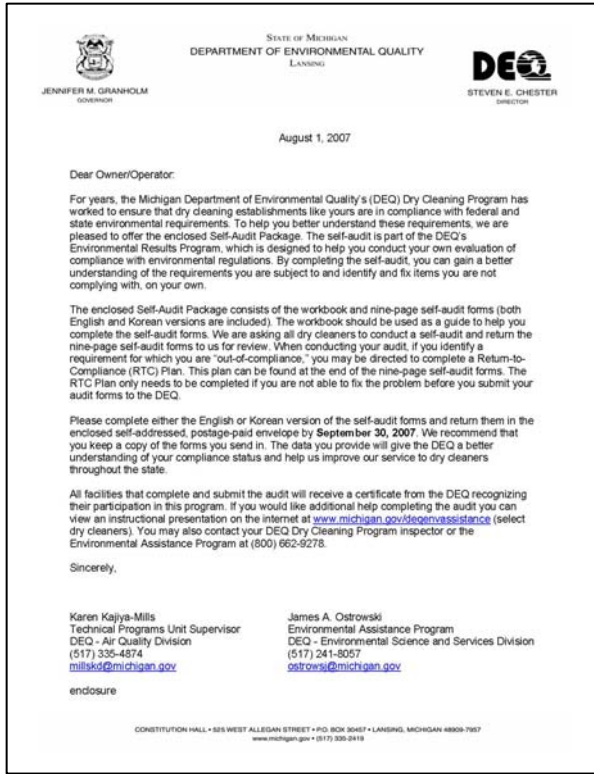 STATE OF MICHIGAN
DEPARTMENT OF ENVIRONMENTAL QUALITY
LANSING
JENNIFER M. GRANHOLM
GOVERNOR
DEQ
STEVEN E. CHESTER
DIRECTOR
August 1, 2007
Dear Owner/Operator:
For years, the Michigan Department of Environmental Quality's (DEQ) Dry Cleaning Program has
worked to ensure that dry cleaning establishments like yours are in compliance with federal and
state environmental requirements. To help you better understand these requirements, we are
pleased to offer the enclosed Self-Audit Package. The self-audit is part of the DEQ's
Environmental Results Program, which is designed to help you conduct your own evaluation of
compliance with environmental regulations. By completing the self-audit, you can gain a better
understanding of the requirements you are subject to and identify and fix items you are not
complying with, on your own.
The enclosed Self-Audit Package consists of the workbook and nine-page self-audit forms (both
English and Korean versions are included). The workbook should be used as a guide to help you
complete the self-audit forms. We are asking all dry cleaners to conduct a self-audit and return the
nine-page self-audit forms to us for review. When conducting your audit, if you identify a
requirement for which you are "out-of-compliance," you may be directed to complete a Return-to-
Compliance (RTC) Plan. This plan can be found at the end of the nine-page self-audit forms. The
RTC Plan only needs to be completed if you are not able to fix the problem before you submit your
audit forms to the DEQ.
Please complete either the English or Korean version of the self-audit forms and return them in the
enclosed self-addressed, postage-paid envelope by September 30, 2007. We recommend that
you keep a copy of the forms you send in. The data you provide will give the DEQ a better
understanding of your compliance status and help us improve our service to dry cleaners
throughout the state.
All facilities that complete and submit the audit will receive a certificate from the DEQ recognizing
their participation in this program. If you would like additional help completing the audit you can
view an instructional presentation on the internet at www.michigan.gov/deqenvassistance (select
dry cleaners). You may also contact your DEQ Dry Cleaning Program inspector or the
Environmental Assistance Program at (800) 662-9278.
Sincerely,
Karen Kajiya-Mills
Technical Programs Unit Supervisor
DEQ - Air Quality Division
(517) 335-4874
millskd@michigan.gov
James A. Ostrowski
Environmental Assistance Program
DEQ - Environmental Science and Services Division
(517) 241-8057
ostrowsj@michigan.gov
enclosure
CONSTITUTION HALL • 525 WEST ALLEGAN STREET • P.O. BOX 30457 • LANSING, MICHIGAN 48909-7957
www.michigan.gov • (517) 335-2419